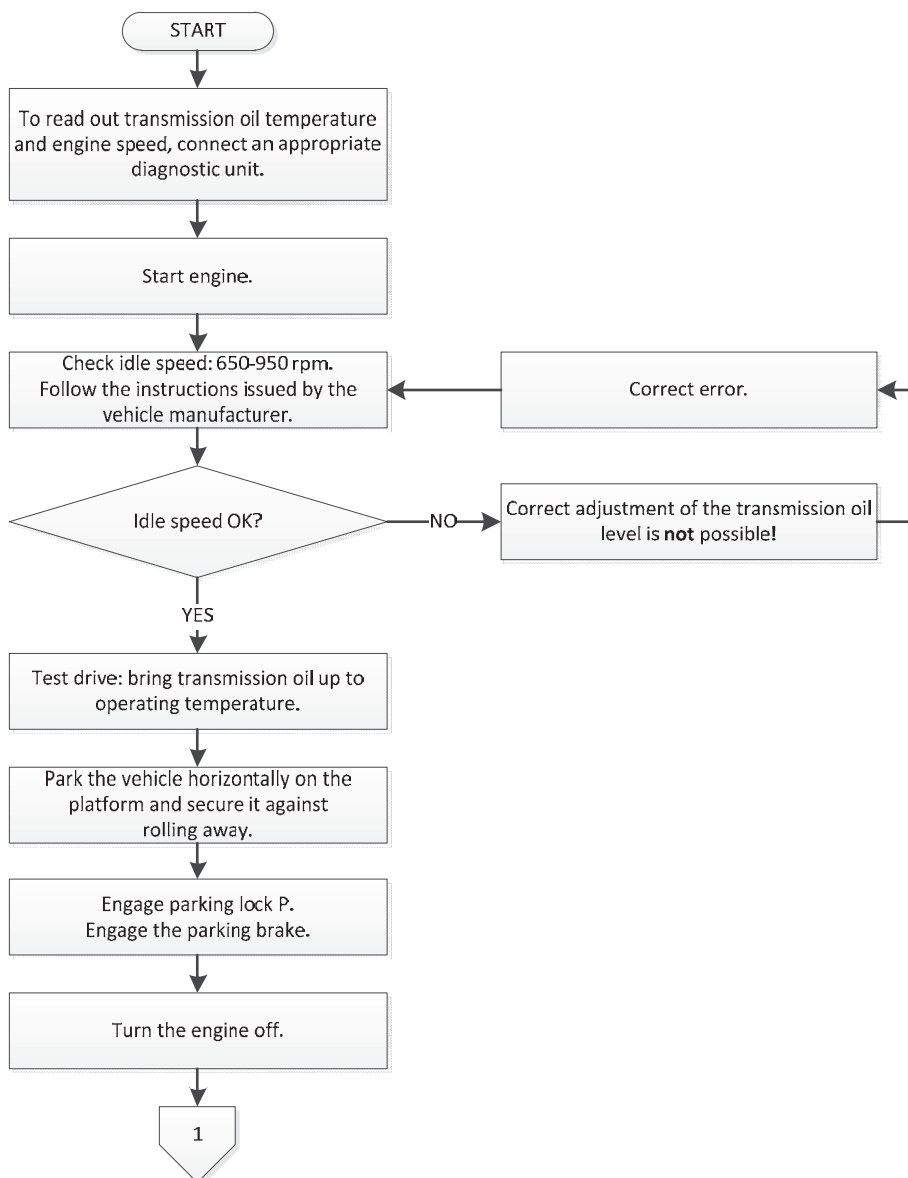 START
To read out transmission oil temperature
and engine speed, connect an appropriate
diagnostic unit.
Start engine.
Check idle speed: 650-950 rpm.
Follow the instructions issued by the
vehicle manufacturer.
Correct error.
Idle speed OK?
NO
Correct adjustment of the transmission oil
level is not possible!
YES
Test drive: bring transmission oil up to
operating temperature.
Park the vehicle horizontally on the
platform and secure it against
rolling away.
Engage parking lock P.
Engage the parking brake.
Turn the engine off.
1